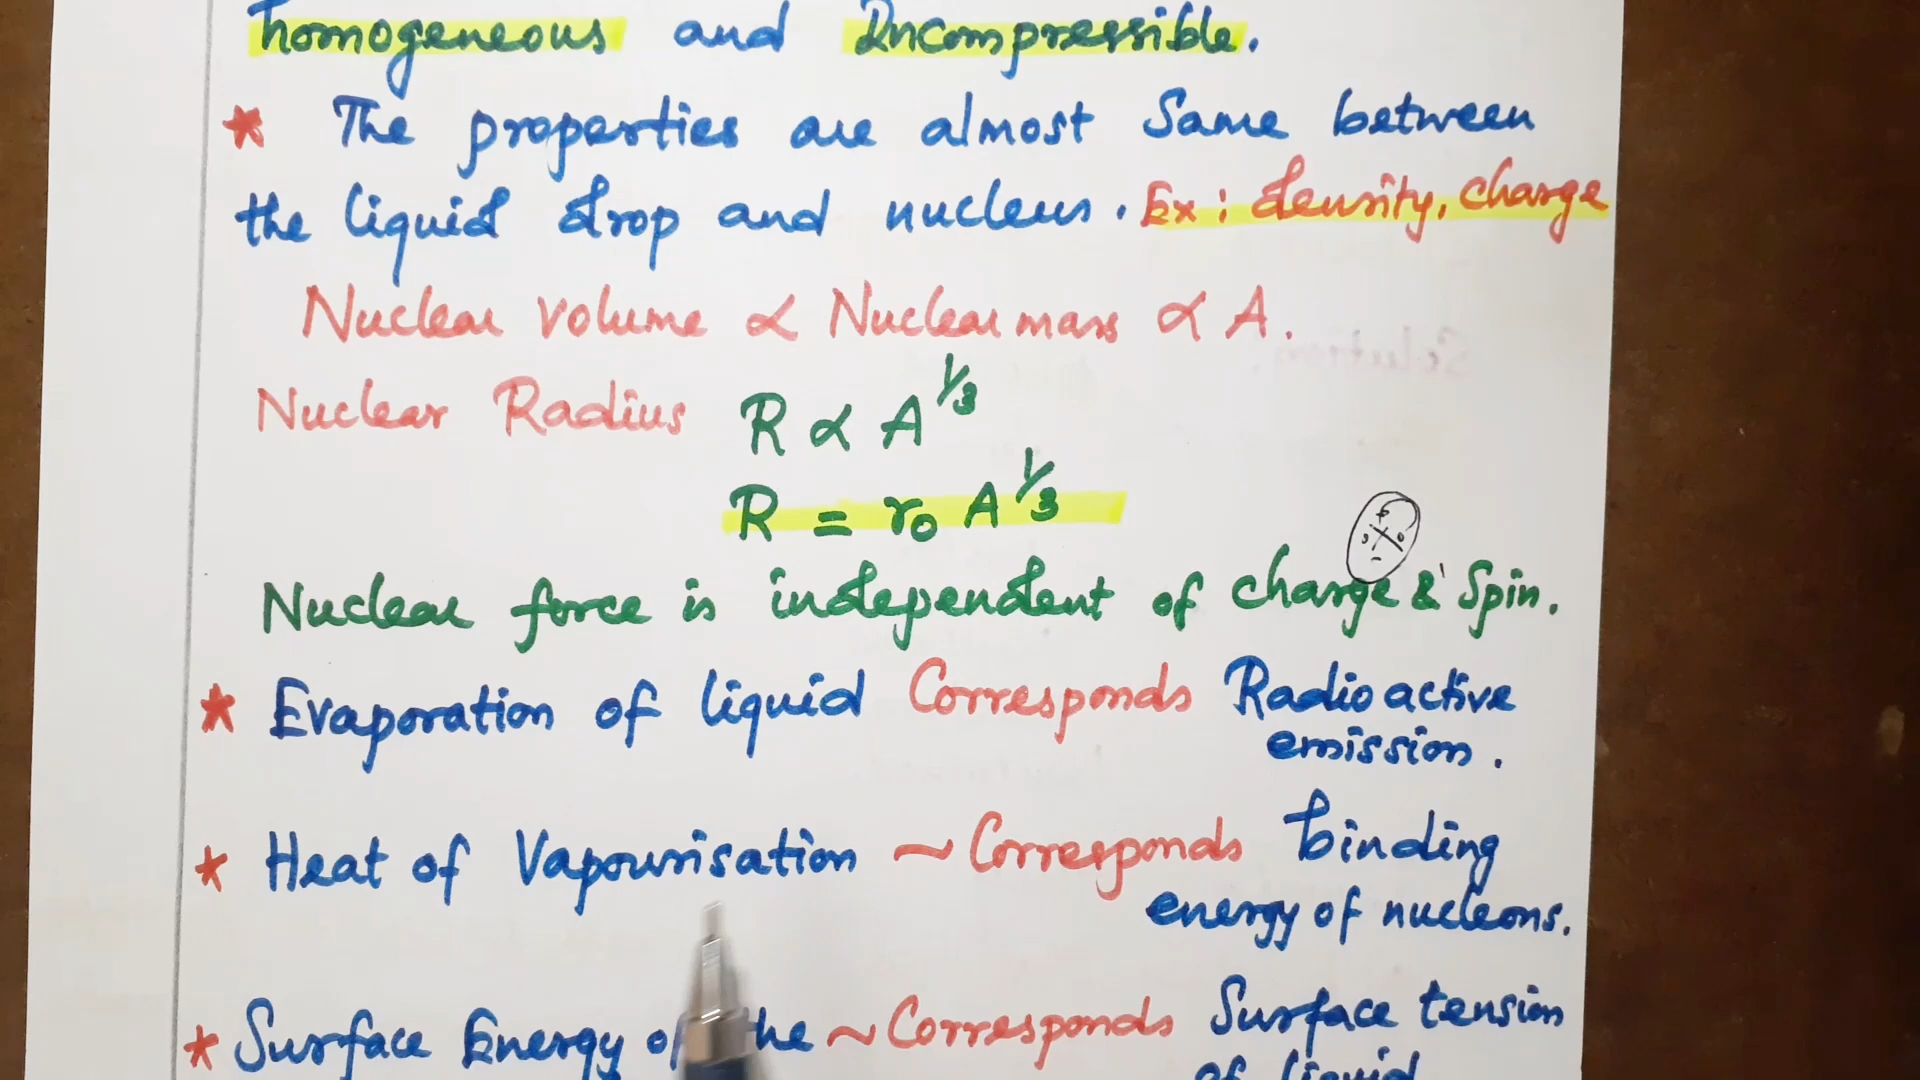 homogeneous and Incompressible.
* The properties are almost Same between
the liquid drop and nucleus. Ex: density, charge
Nuclear volume ∝ Nuclear mass ∝ A.
Nuclear Radius R ∝ A^1/3
R = r₀ A^1/3
Nuclear force is independent of charge & Spin.
* Evaporation of liquid Corresponds Radioactive
emission.
* Heat of Vapourisation ~ Corresponds binding
energy of nucleons.
* Surface Energy of the ~ Corresponds Surface tension
of liquid